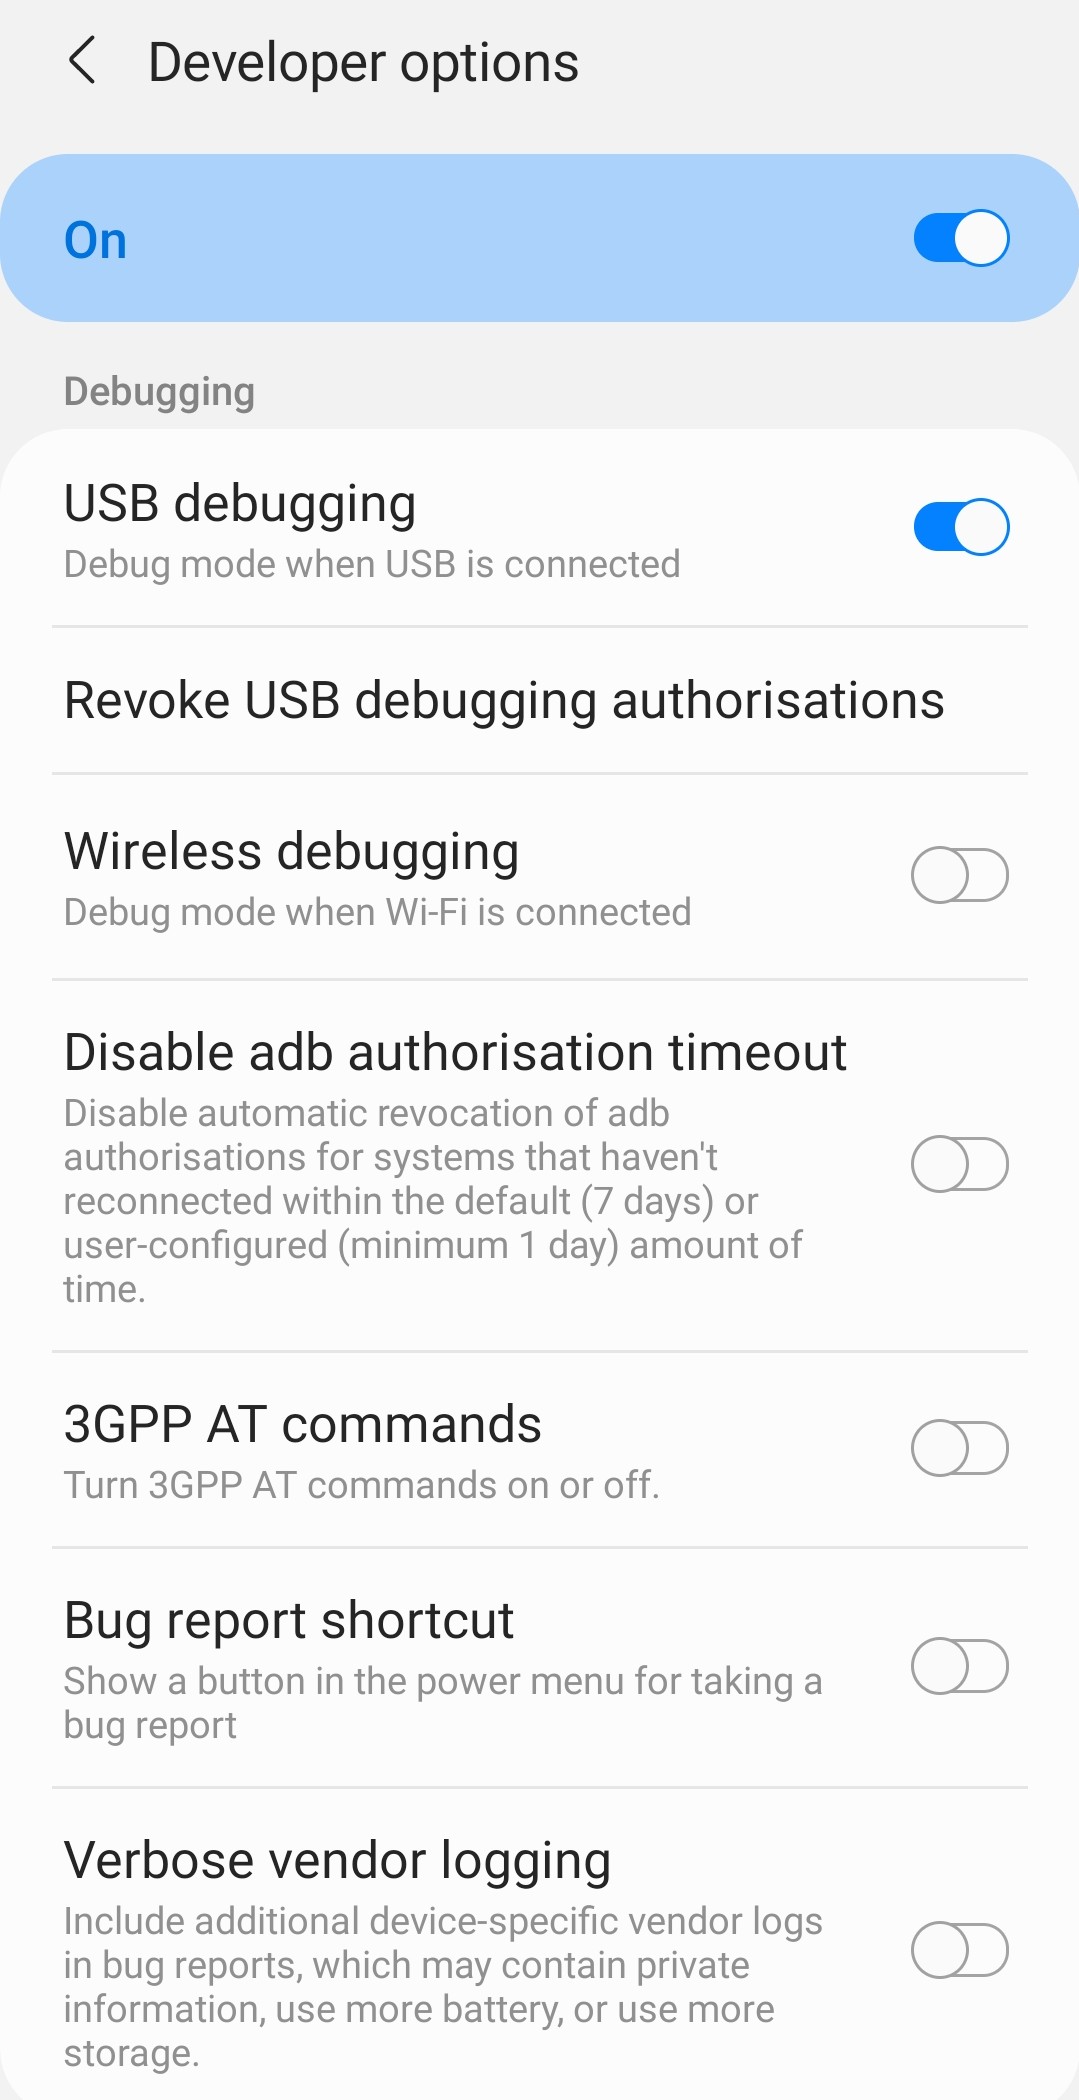 Developer options
On
Debugging
USB debugging
Debug mode when USB is connected
Revoke USB debugging authorisations
Wireless debugging
Debug mode when Wi-Fi is connected
Disable adb authorisation timeout
Disable automatic revocation of adb
authorisations for systems that haven't
reconnected within the default (7 days) or
user-configured (minimum 1 day) amount of
time.
3GPP AT commands
Turn 3GPP AT commands on or off.
Bug report shortcut
Show a button in the power menu for taking a
bug report
Verbose vendor logging
Include additional device-specific vendor logs
in bug reports, which may contain private
information, use more battery, or use more
storage.